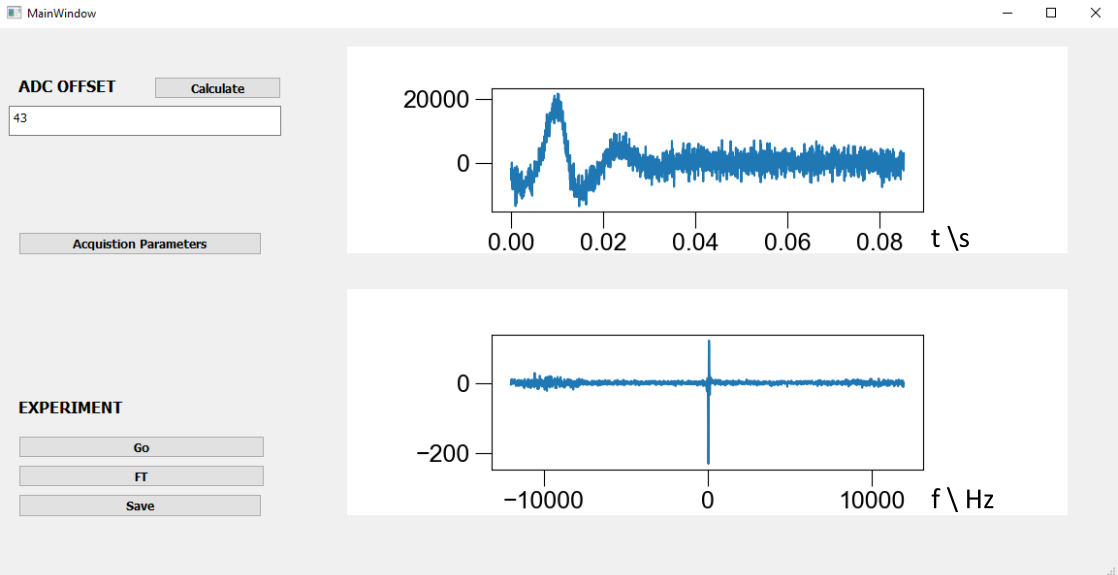 MainWindow
ADC OFFSET
Calculate
43
Acquistion Parameters
EXPERIMENT
Go
FT
Save
20000
0
0.00 0.02 0.04 0.06 0.08 t \s
0
−200
−10000 0 10000 f \ Hz